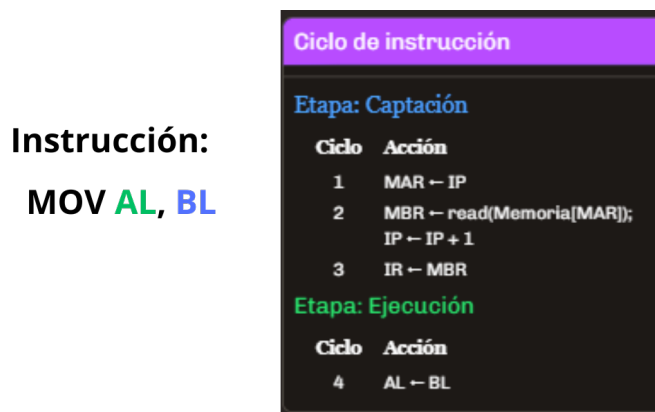 Instrucción:
MOV AL, BL
Ciclo de instrucción
Etapa: Captación
Ciclo Acción
1 MAR ← IP
2 MBR ← read(Memoria[MAR]);
IP ← IP + 1
3 IR ← MBR
Etapa: Ejecución
Ciclo Acción
4 AL ← BL